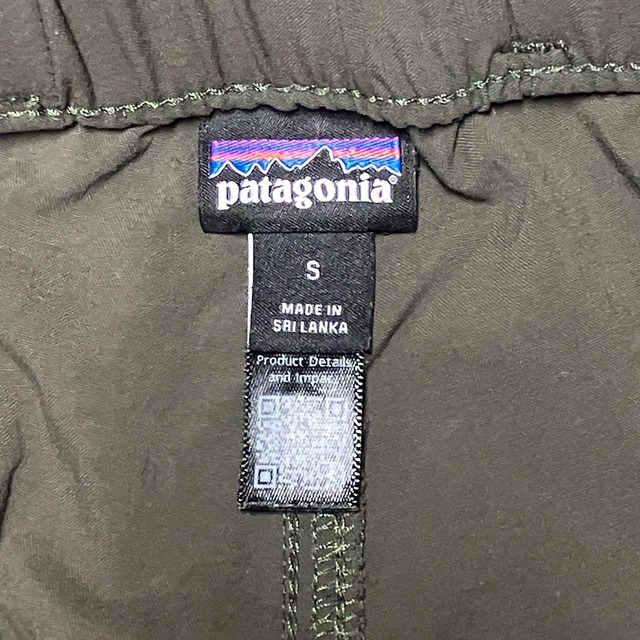 patagonia®
S
MADE IN
SRI LANKA
Product Details
and Impact